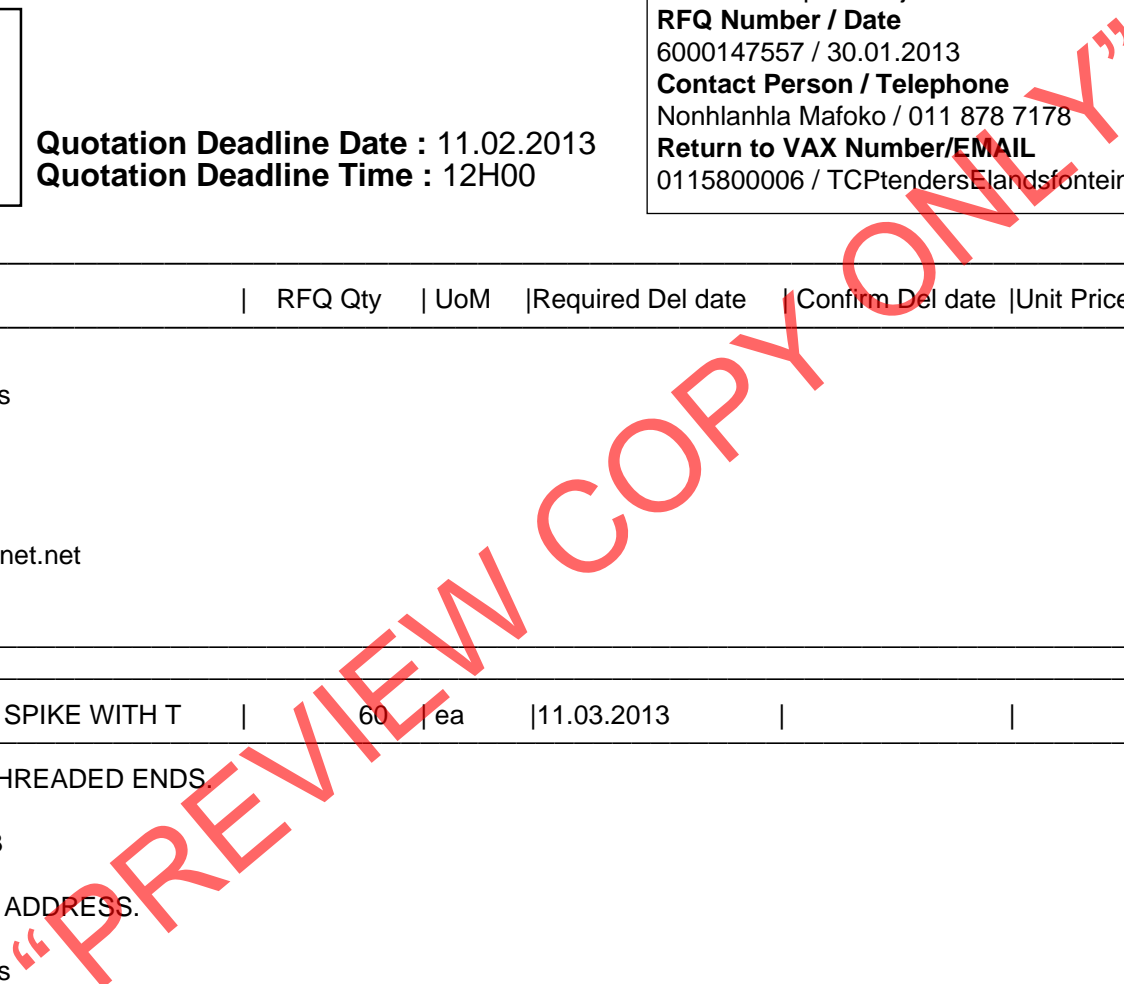 RFQ Number / Date
6000147557 / 30.01.2013
Contact Person / Telephone
Nonhlanhla Mafoko / 011 878 7178
Return to VAX Number/EMAIL
0115800006 / TCPtendersElandsfontein
Quotation Deadline Date : 11.02.2013
Quotation Deadline Time : 12H00
| RFQ Qty | UoM |Required Del date | Confirm Del date |Unit Price
s
net.net
SPIKE WITH T | 60 | ea |11.03.2013 | |
HREADED ENDS.
ADDRESS.
s
“PREVIEW COPY ONLY”